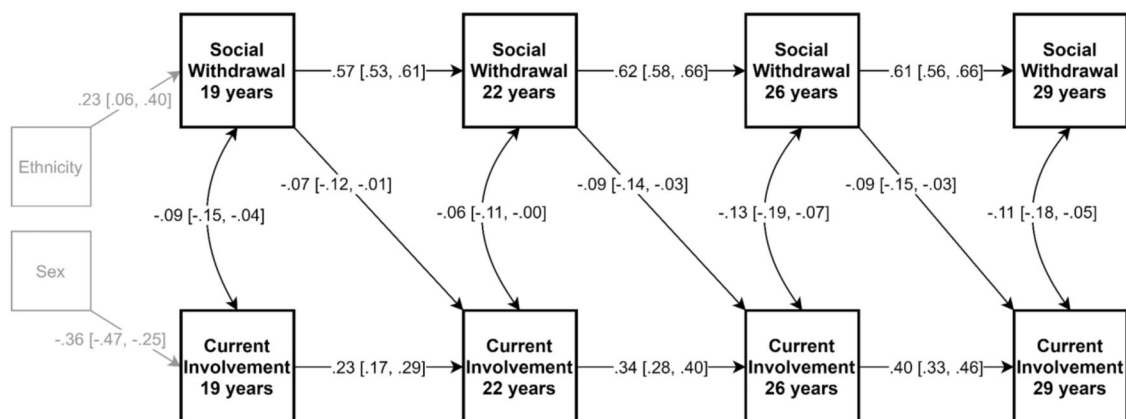 Social
Withdrawal
19 years
.57 [.53, .61]
Social
Withdrawal
22 years
.62 [.58, .66]
Social
Withdrawal
26 years
.61 [.56, .66]
Social
Withdrawal
29 years
.23 [.06, .40]
Ethnicity
-.09 [-.15, -.04]
-.07 [-.12, -.01]
-.06 [-.11, -.00]
-.09 [-.14, -.03]
-.13 [-.19, -.07]
-.09 [-.15, -.03]
-.11 [-.18, -.05]
Sex
-.36 [-.47, -.25]
Current
Involvement
19 years
.23 [.17, .29]
Current
Involvement
22 years
.34 [.28, .40]
Current
Involvement
26 years
.40 [.33, .46]
Current
Involvement
29 years